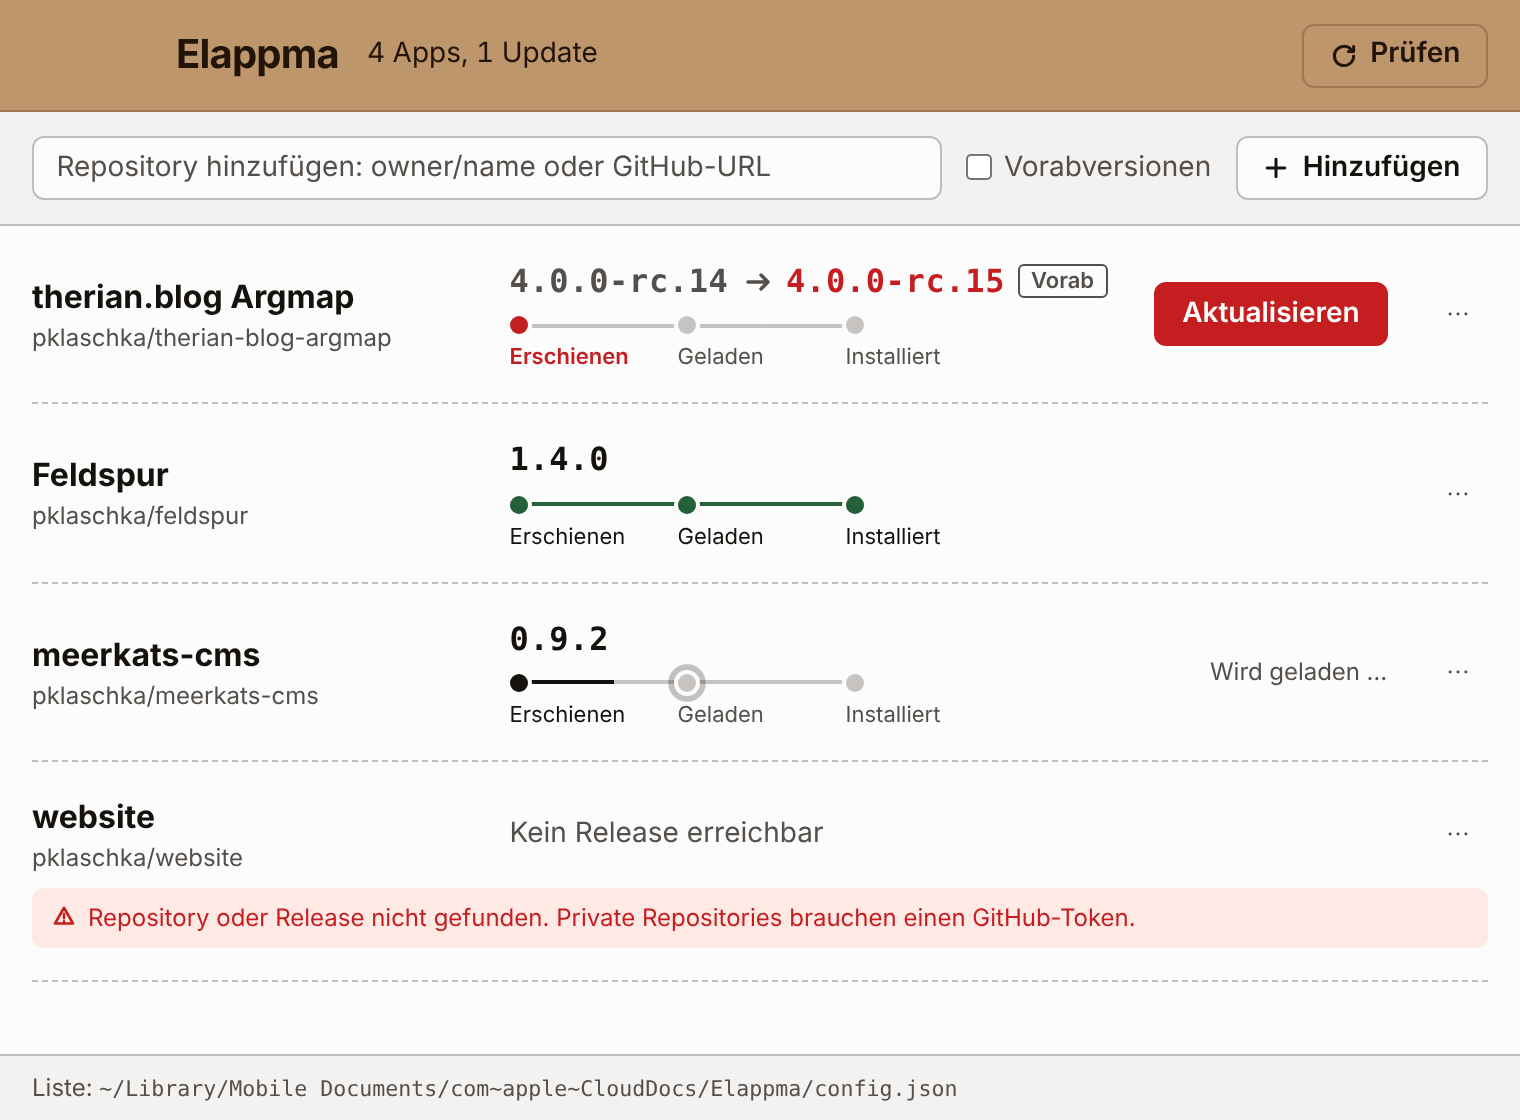 Elappma 4 Apps, 1 Update Prüfen
Repository hinzufügen: owner/name oder GitHub-URL Vorabversionen + Hinzufügen
therian.blog Argmap
pklaschka/therian-blog-argmap
4.0.0-rc.14 → 4.0.0-rc.15 Vorab
Erschienen Geladen Installiert
Aktualisieren ...
Feldspur
pklaschka/feldspur
1.4.0
Erschienen Geladen Installiert
...
meerkats-cms
pklaschka/meerkats-cms
0.9.2
Erschienen Geladen Installiert
Wird geladen ... ...
website
pklaschka/website
Kein Release erreichbar
...
Repository oder Release nicht gefunden. Private Repositories brauchen einen GitHub-Token.
Liste: ~/Library/Mobile Documents/com~apple~CloudDocs/Elappma/config.json